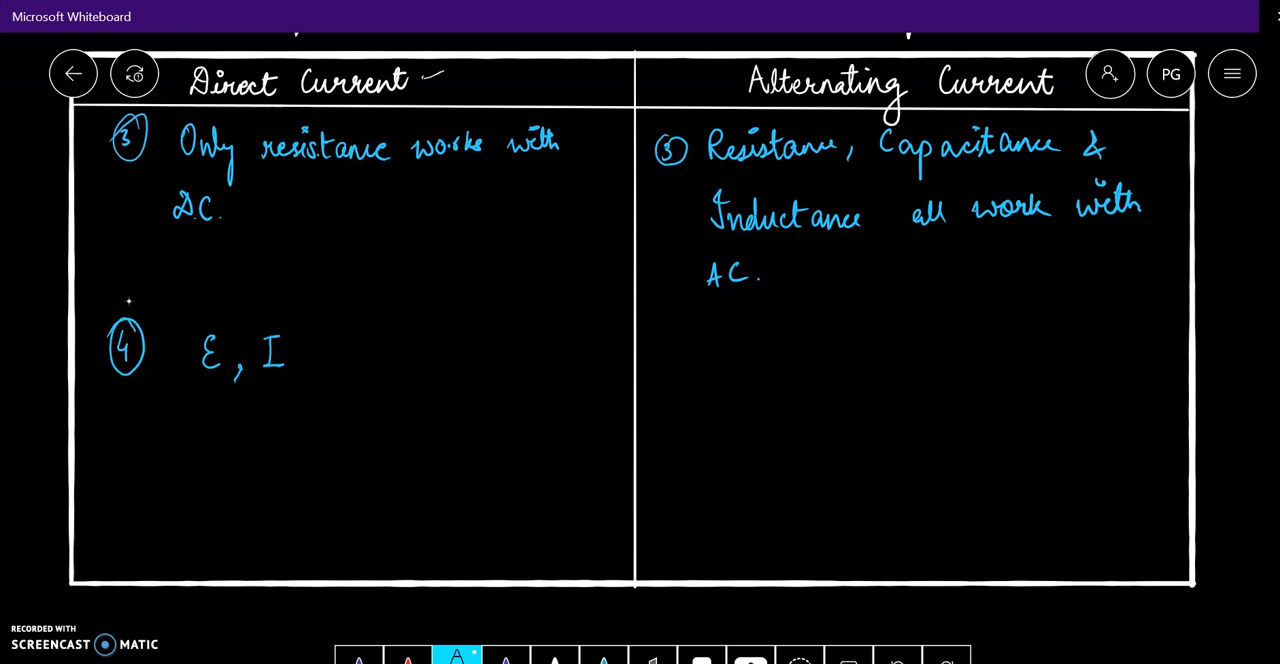 Microsoft Whiteboard
Direct Current
Alternating Current
PG
3 Only resistance works with
D.C.
3 Resistance, Capacitance &
Inductance all work with
AC.
4 ε, I
RECORDED WITH
SCREENCAST MATIC